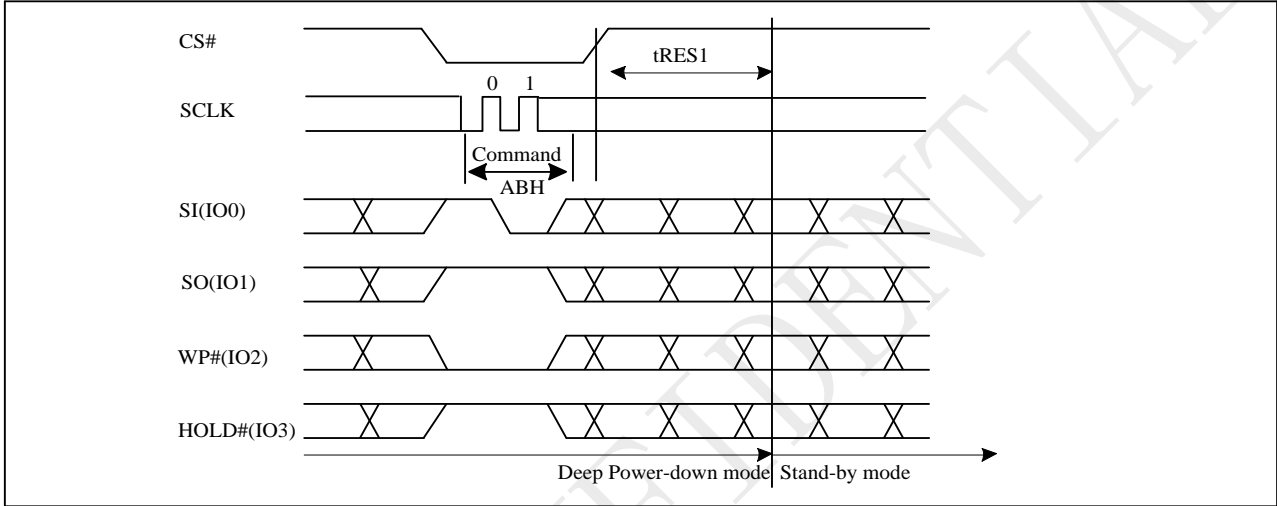 CS#
tRES1
0 1
SCLK
Command
ABH
SI(IO0)
SO(IO1)
WP#(IO2)
HOLD#(IO3)
Deep Power-down mode Stand-by mode
IDENTIA